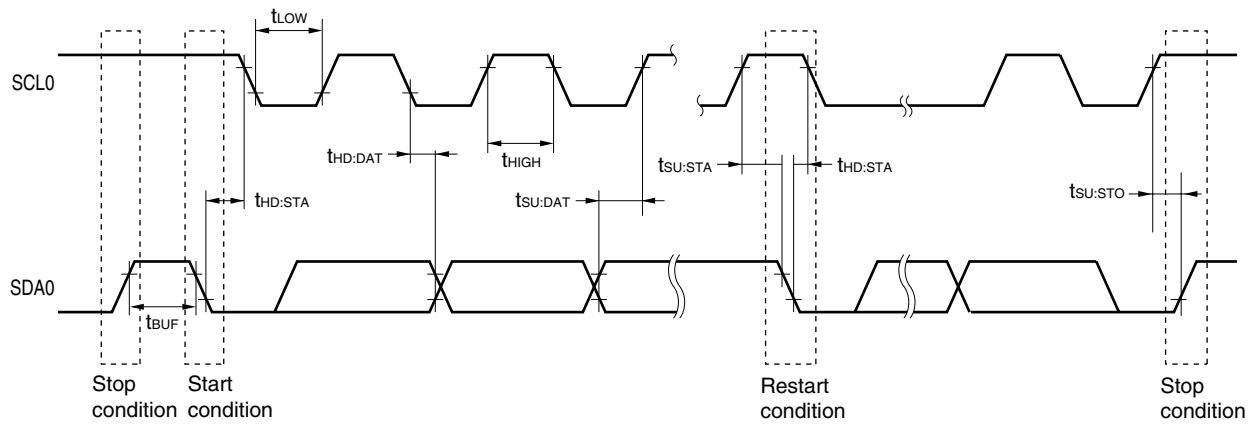 tLOW
SCL0
tHD:DAT
tHIGH
tSU:STA
tHD:STA
tHD:STA
tSU:DAT
tSU:STO
SDA0
tBUF
Stop
condition
Start
condition
Restart
condition
Stop
condition